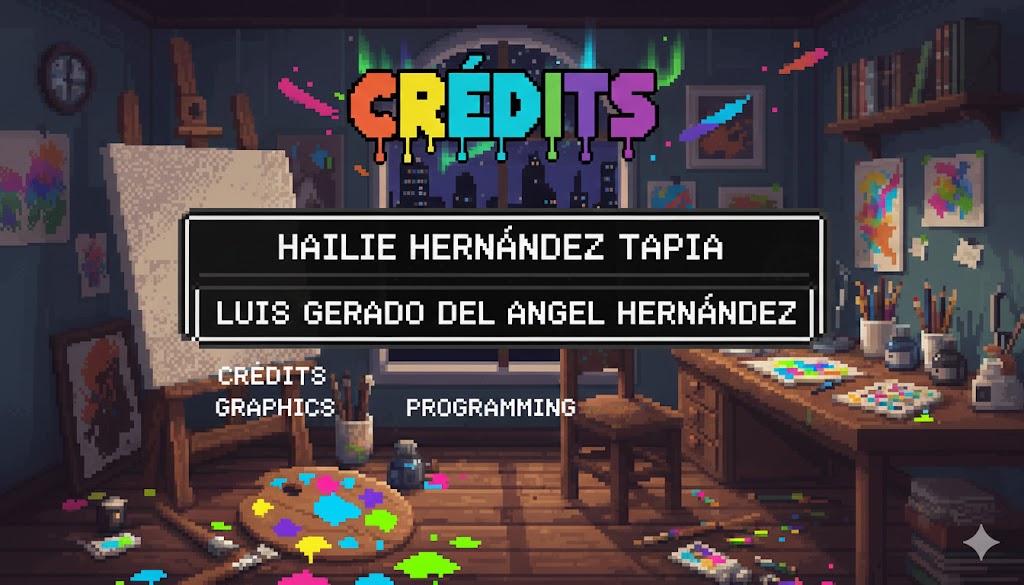 CRÉDITS
HAILIE HERNÁNDEZ TAPIA
LUIS GERADO DEL ANGEL HERNÁNDEZ
CRÉDITS
GRAPHICS PROGRAMMING